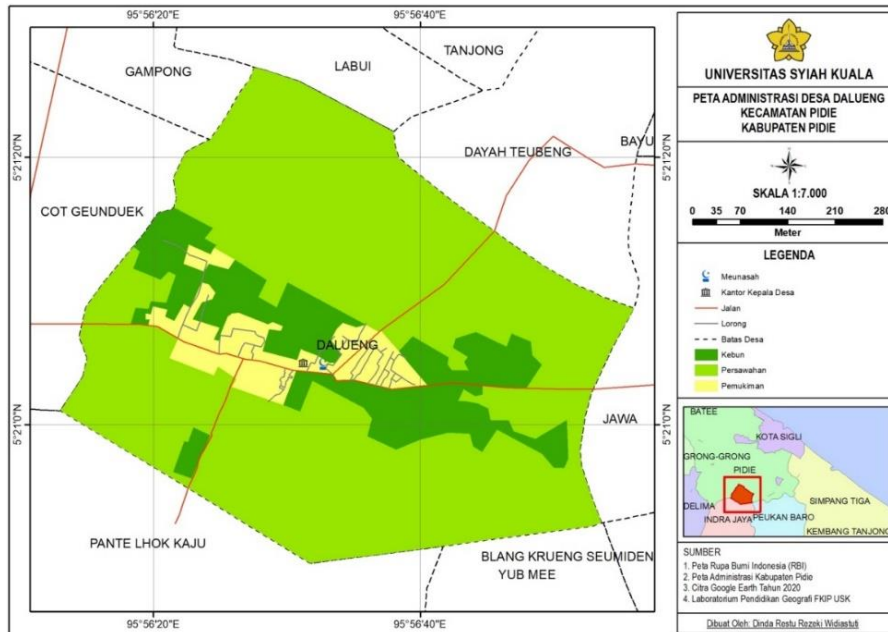 95°56'20"E
95°56'40"E
GAMPONG
LABUI
TANJONG
DAYAH TEUBENG
BAYU
5°21'20"N
5°21'20"N
COT GEUNDUEK
DALUENG
5°21'0"N
5°21'0"N
JAWA
PANTE LHOK KAJU
BLANG KRUENG SEUMIDEN
YUB MEE
95°56'20"E
95°56'40"E
UNIVERSITAS SYIAH KUALA
PETA ADMINISTRASI DESA DALUENG
KECAMATAN PIDIE
KABUPATEN PIDIE
SKALA 1:7.000
0 35 70 140 210 280
Meter
LEGENDA
Meunasah
Kantor Kepala Desa
Jalan
Lorong
Batas Desa
Kebun
Persawahan
Pemukiman
BATEE
KOTA SIGLI
GRONG-GRONG
PIDIE
SIMPANG TIGA
DELIMA
INDRA JAYA
PEUKAN BARO
KEMBANG TANJONG
SUMBER
1. Peta Rupa Bumi Indonesia (RBI)
2. Peta Administrasi Kabupaten Pidie
3. Citra Google Earth Tahun 2020
4. Laboratorium Pendidikan Geografi FKIP USK
Dibuat Oleh: Dinda Restu Rezeki Widiastuti